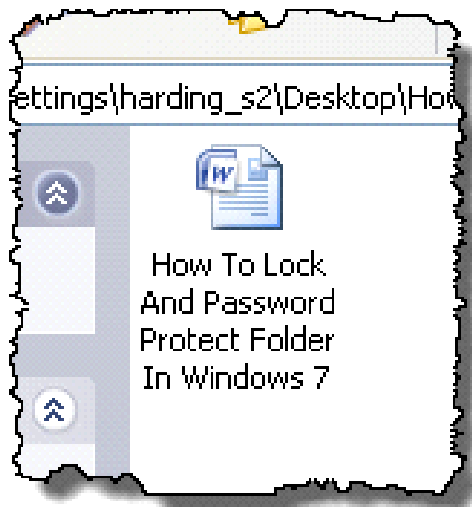 ettings\harding_s2\Desktop\Ho
W
How To Lock
And Password
Protect Folder
In Windows 7